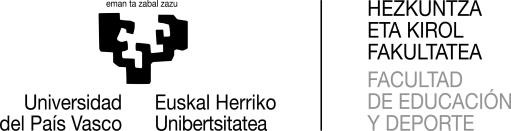 eman ta zabal zazu
Universidad
del País Vasco
Euskal Herriko
Unibertsitatea
HEZKUNTZA
ETA KIROL
FAKULTATEA
FACULTAD
DE EDUCACIÓN
Y DEPORTE